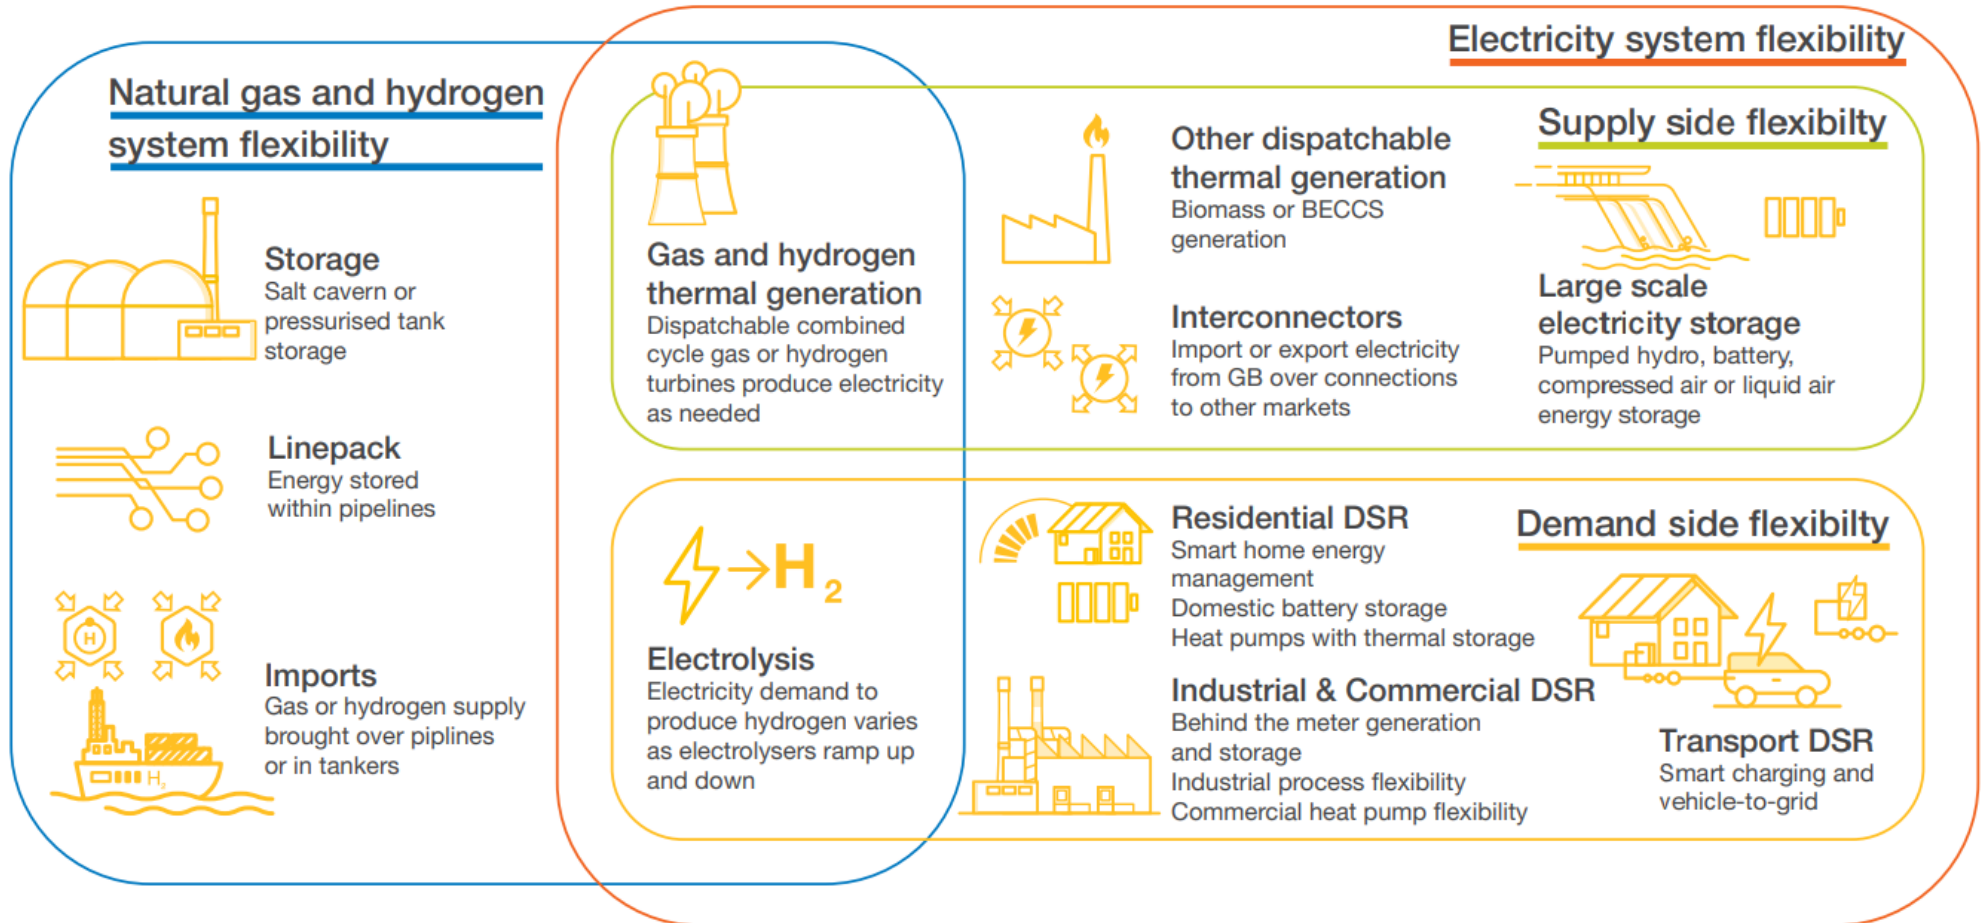 Natural gas and hydrogen
system flexibility
Storage
Salt cavern or
pressurised tank
storage
Linepack
Energy stored
within pipelines
H
Imports
Gas or hydrogen supply
brought over piplines
or in tankers
H2
Electricity system flexibility
Gas and hydrogen
thermal generation
Dispatchable combined
cycle gas or hydrogen
turbines produce electricity
as needed
Supply side flexibilty
Other dispatchable
thermal generation
Biomass or BECCS
generation
Interconnectors
Import or export electricity
from GB over connections
to other markets
Large scale
electricity storage
Pumped hydro, battery,
compressed air or liquid air
energy storage
H2
Electrolysis
Electricity demand to
produce hydrogen varies
as electrolysers ramp up
and down
Demand side flexibilty
Residential DSR
Smart home energy
management
Domestic battery storage
Heat pumps with thermal storage
Industrial & Commercial DSR
Behind the meter generation
and storage
Industrial process flexibility
Commercial heat pump flexibility
Transport DSR
Smart charging and
vehicle-to-grid